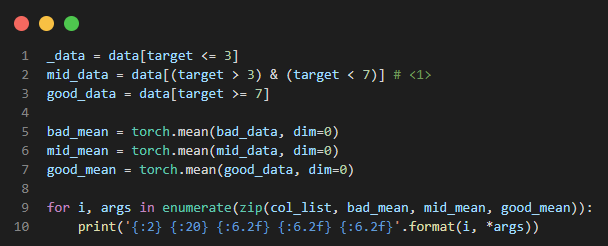 1 _data = data[target <= 3]
2 mid_data = data[(target > 3) & (target < 7)] # <1>
3 good_data = data[target >= 7]
4
5 bad_mean = torch.mean(bad_data, dim=0)
6 mid_mean = torch.mean(mid_data, dim=0)
7 good_mean = torch.mean(good_data, dim=0)
8
9 for i, args in enumerate(zip(col_list, bad_mean, mid_mean, good_mean)):
10     print('{:2} {:20} {:6.2f} {:6.2f} {:6.2f}'.format(i, *args))